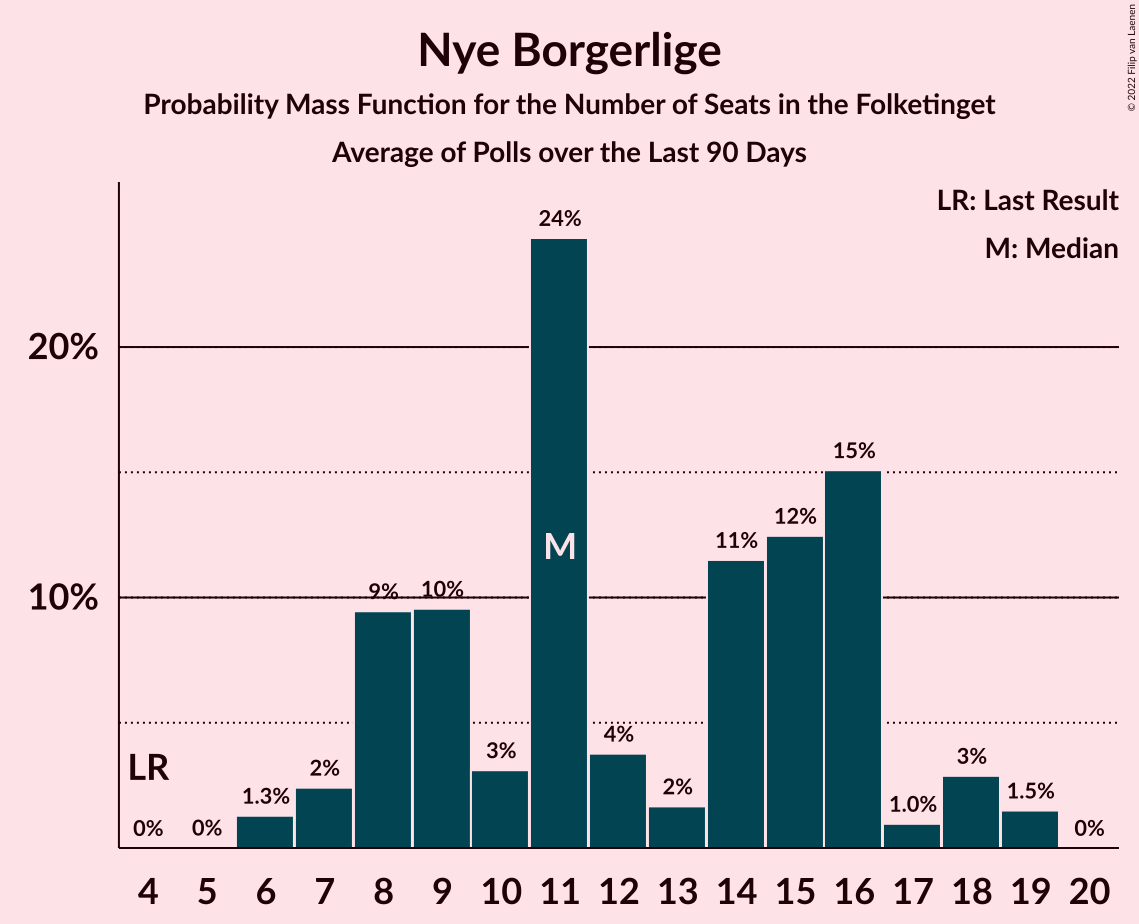 Nye Borgerlige
Probability Mass Function for the Number of Seats in the Folketinget
Average of Polls over the Last 90 Days
© 2022 Filip van Laenen
LR: Last Result
M: Median
24%
20%
15%
12%
11%
M
10%
9%
10%
4%
3%
LR
2%
3%
2%
1.3%
1.0%
1.5%
0%
0%
0%
4 5 6 7 8 9 10 11 12 13 14 15 16 17 18 19 20